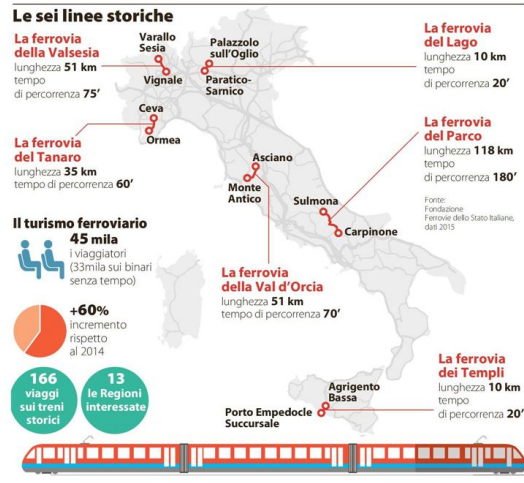 Le sei linee storiche
La ferrovia
della Valsesia
lunghezza 51 km
tempo
di percorrenza 75'
Varallo
Sesia
Vignale
Palazzolo
sull'Oglio
Paratico-
Sarnico
La ferrovia
del Lago
lunghezza 10 km
tempo
di percorrenza 20'
Ceva
Ormea
La ferrovia
del Tanaro
lunghezza 35 km
tempo di percorrenza 60'
La ferrovia
del Parco
lunghezza 118 km
tempo
di percorrenza 180'
Asciano
Monte
Antico
Sulmona
Carpinone
Fonte:
Fondazione
Ferrovie dello Stato Italiane,
dati 2015
Il turismo ferroviario
45 mila
i viaggiatori
(33mila sui binari
senza tempo)
La ferrovia
della Val d'Orcia
lunghezza 51 km
tempo di percorrenza 70'
+60%
incremento
rispetto
al 2014
166
viaggi
sui treni
storici
13
le Regioni
interessate
La ferrovia
dei Templi
lunghezza 10 km
tempo
di percorrenza 20'
Agrigento
Bassa
Porto Empedocle
Succursale